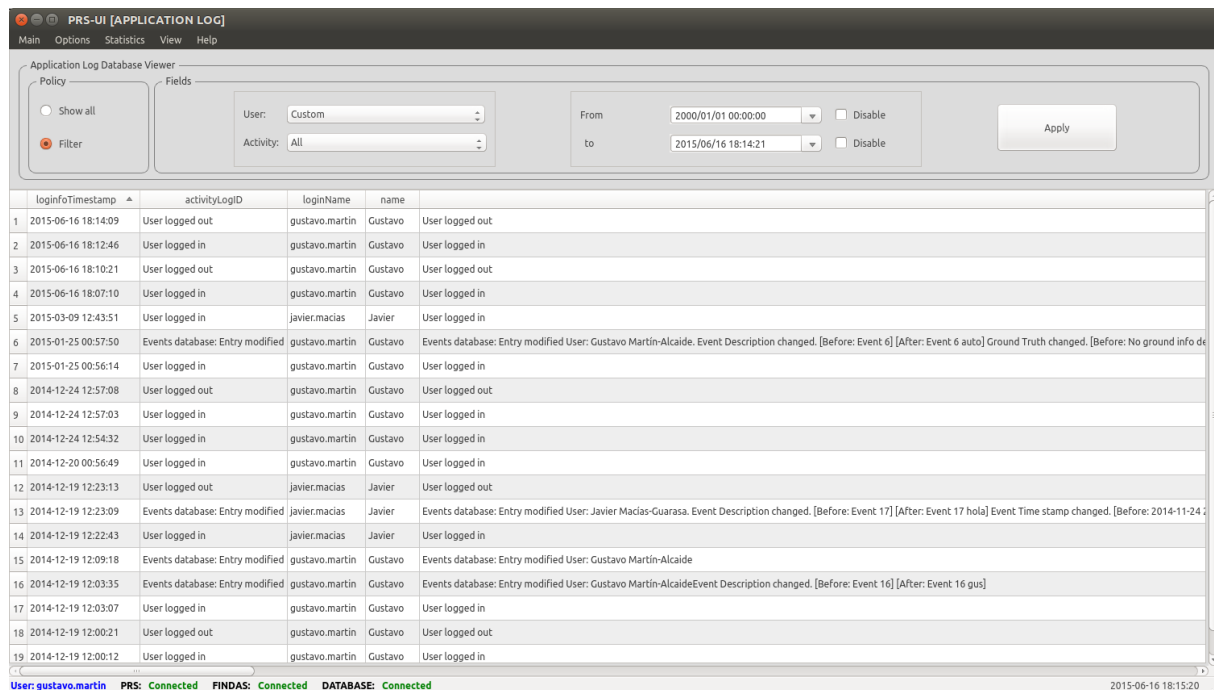 PRS-UI [APPLICATION LOG]
Main Options Statistics View Help
Application Log Database Viewer
Policy
Fields
Show all
User: Custom
From 2000/01/01 00:00:00 Disable
Apply
Filter
Activity: All
to 2015/06/16 18:14:21 Disable
loginfoTimestamp activityLogID loginName name
1 2015-06-16 18:14:09 User logged out gustavo.martin Gustavo User logged out
2 2015-06-16 18:12:46 User logged in gustavo.martin Gustavo User logged in
3 2015-06-16 18:10:21 User logged out gustavo.martin Gustavo User logged out
4 2015-06-16 18:07:10 User logged in gustavo.martin Gustavo User logged in
5 2015-03-09 12:43:51 User logged in javier.macias Javier User logged in
6 2015-01-25 00:57:50 Events database: Entry modified gustavo.martin Gustavo Events database: Entry modified User: Gustavo Martín-Alcaide. Event Description changed. [Before: Event 6] [After: Event 6 auto] Ground Truth changed. [Before: No ground info de
7 2015-01-25 00:56:14 User logged in gustavo.martin Gustavo User logged in
8 2014-12-24 12:57:08 User logged out gustavo.martin Gustavo User logged out
9 2014-12-24 12:57:03 User logged in gustavo.martin Gustavo User logged in
10 2014-12-24 12:54:32 User logged in gustavo.martin Gustavo User logged in
11 2014-12-20 00:56:49 User logged in gustavo.martin Gustavo User logged in
12 2014-12-19 12:23:13 User logged out javier.macias Javier User logged out
13 2014-12-19 12:23:09 Events database: Entry modified javier.macias Javier Events database: Entry modified User: Javier Macías-Guarasa. Event Description changed. [Before: Event 17] [After: Event 17 hola] Event Time stamp changed. [Before: 2014-11-24 2
14 2014-12-19 12:22:43 User logged in javier.macias Javier User logged in
15 2014-12-19 12:09:18 Events database: Entry modified gustavo.martin Gustavo Events database: Entry modified User: Gustavo Martín-Alcaide
16 2014-12-19 12:03:35 Events database: Entry modified gustavo.martin Gustavo Events database: Entry modified User: Gustavo Martín-AlcaideEvent Description changed. [Before: Event 16] [After: Event 16 gus]
17 2014-12-19 12:03:07 User logged in gustavo.martin Gustavo User logged in
18 2014-12-19 12:00:21 User logged out gustavo.martin Gustavo User logged out
19 2014-12-19 12:00:12 User logged in gustavo.martin Gustavo User logged in
User: gustavo.martin PRS: Connected FINDAS: Connected DATABASE: Connected 2015-06-16 18:15:20